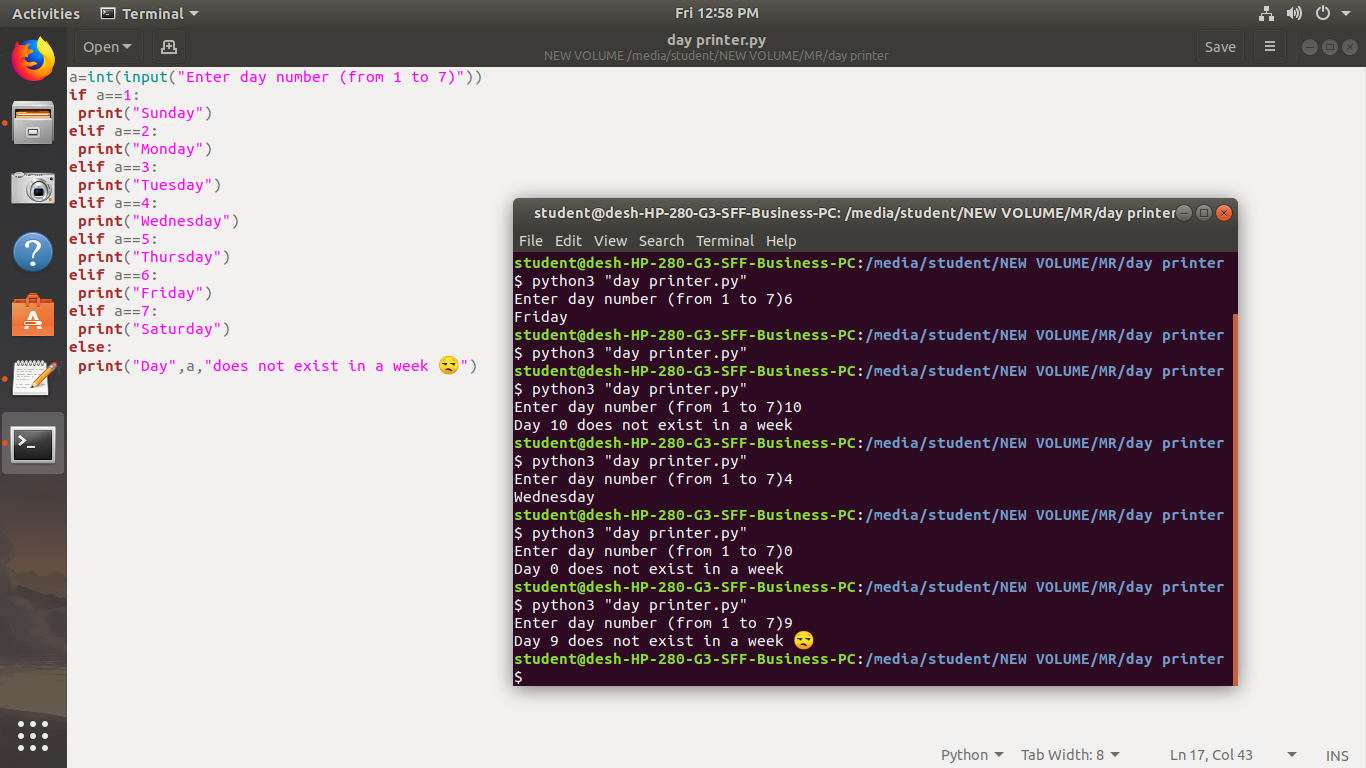 Activities Terminal Fri 12:58 PM
Open day printer.py Save
NEW VOLUME /media/student/NEW VOLUME/MR/day printer
a=int(input("Enter day number (from 1 to 7)"))
if a==1:
 print("Sunday")
elif a==2:
 print("Monday")
elif a==3:
 print("Tuesday")
elif a==4:
 print("Wednesday")
elif a==5:
 print("Thursday")
elif a==6:
 print("Friday")
elif a==7:
 print("Saturday")
else:
 print("Day",a,"does not exist in a week 😒")
student@desh-HP-280-G3-SFF-Business-PC: /media/student/NEW VOLUME/MR/day printer
File Edit View Search Terminal Help
student@desh-HP-280-G3-SFF-Business-PC:/media/student/NEW VOLUME/MR/day printer
$ python3 "day printer.py"
Enter day number (from 1 to 7)6
Friday
student@desh-HP-280-G3-SFF-Business-PC:/media/student/NEW VOLUME/MR/day printer
$ python3 "day printer.py"
student@desh-HP-280-G3-SFF-Business-PC:/media/student/NEW VOLUME/MR/day printer
$ python3 "day printer.py"
Enter day number (from 1 to 7)10
Day 10 does not exist in a week
student@desh-HP-280-G3-SFF-Business-PC:/media/student/NEW VOLUME/MR/day printer
$ python3 "day printer.py"
Enter day number (from 1 to 7)4
Wednesday
student@desh-HP-280-G3-SFF-Business-PC:/media/student/NEW VOLUME/MR/day printer
$ python3 "day printer.py"
Enter day number (from 1 to 7)0
Day 0 does not exist in a week
student@desh-HP-280-G3-SFF-Business-PC:/media/student/NEW VOLUME/MR/day printer
$ python3 "day printer.py"
Enter day number (from 1 to 7)9
Day 9 does not exist in a week 😒
student@desh-HP-280-G3-SFF-Business-PC:/media/student/NEW VOLUME/MR/day printer
$
Python Tab Width: 8 Ln 17, Col 43 INS